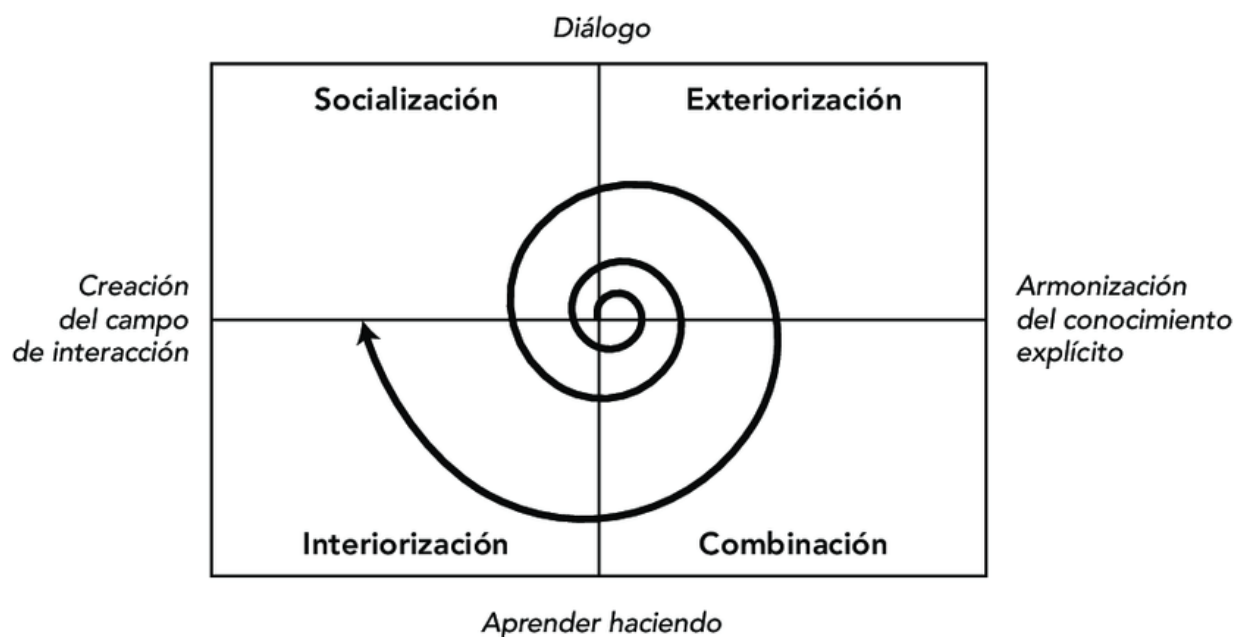 Diálogo
Socialización
Exteriorización
Creación
del campo
de interacción
Armonización
del conocimiento
explícito
Interiorización
Combinación
Aprender haciendo